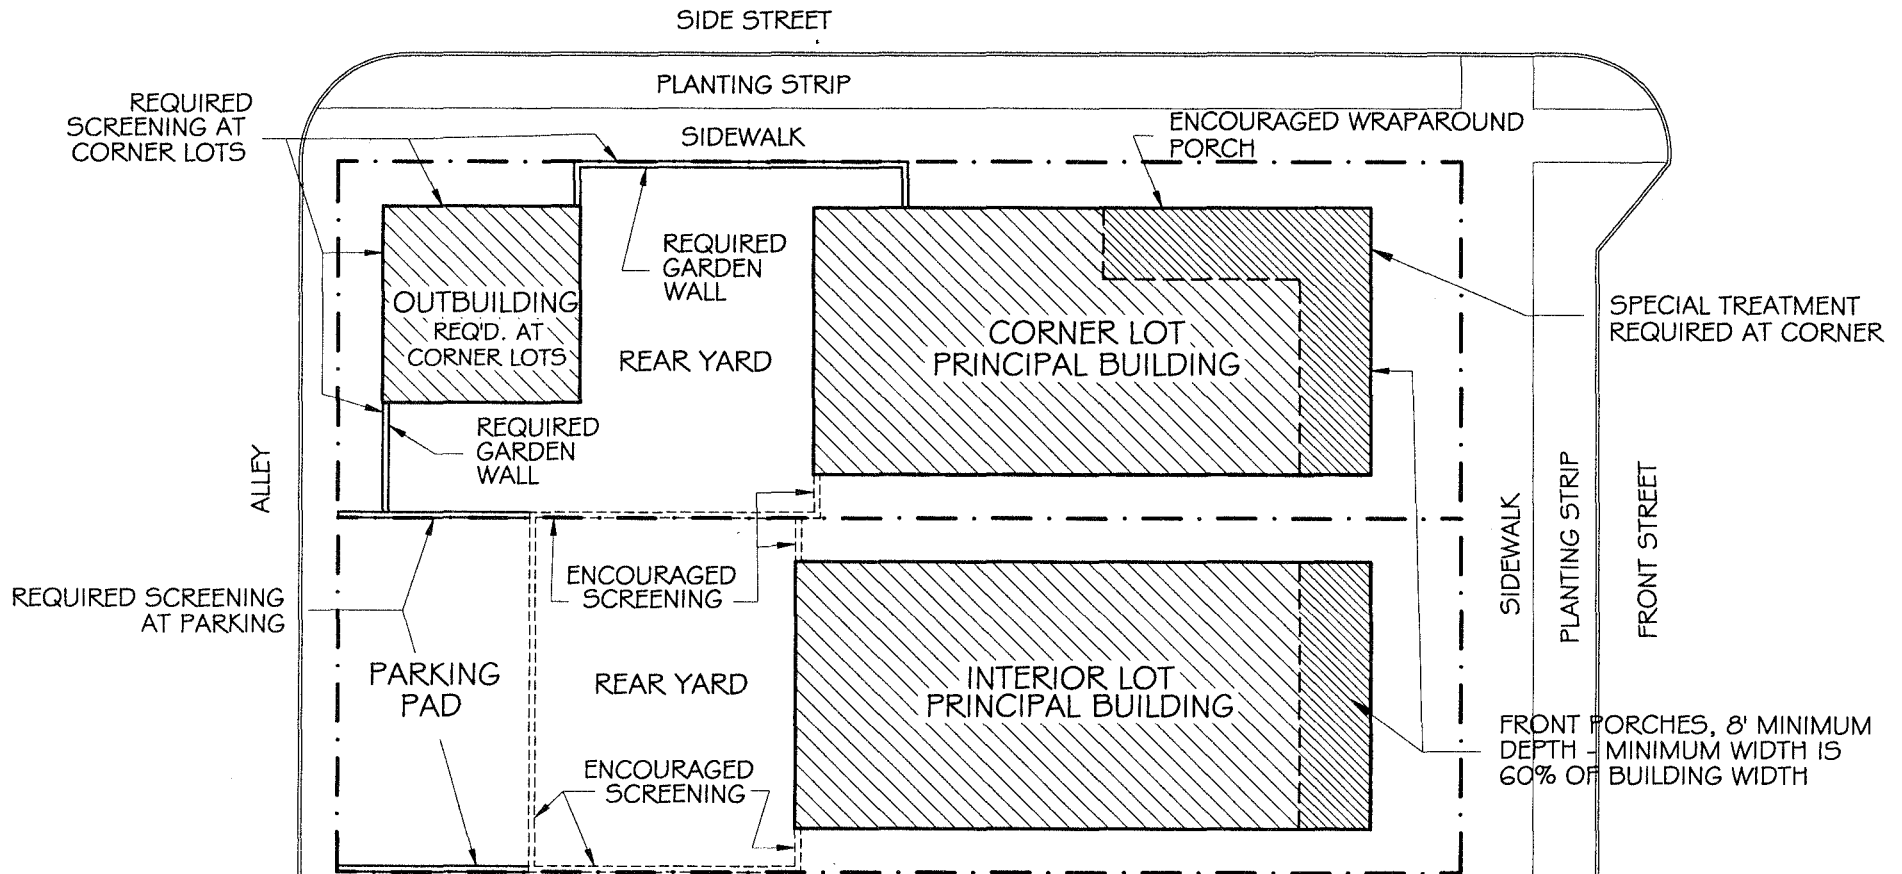 SIDE STREET
PLANTING STRIP
REQUIRED
SCREENING AT
CORNER LOTS
SIDEWALK
ENCOURAGED WRAPAROUND
PORCH
REQUIRED
GARDEN
WALL
OUTBUILDING
REQ'D. AT
CORNER LOTS
REAR YARD
CORNER LOT
PRINCIPAL BUILDING
SPECIAL TREATMENT
REQUIRED AT CORNER
REQUIRED
GARDEN
WALL
ALLEY
SIDEWALK
PLANTING STRIP
FRONT STREET
ENCOURAGED
SCREENING
REQUIRED SCREENING
AT PARKING
PARKING
PAD
REAR YARD
INTERIOR LOT
PRINCIPAL BUILDING
FRONT PORCHES, 8' MINIMUM
DEPTH - MINIMUM WIDTH IS
60% OF BUILDING WIDTH
ENCOURAGED
SCREENING